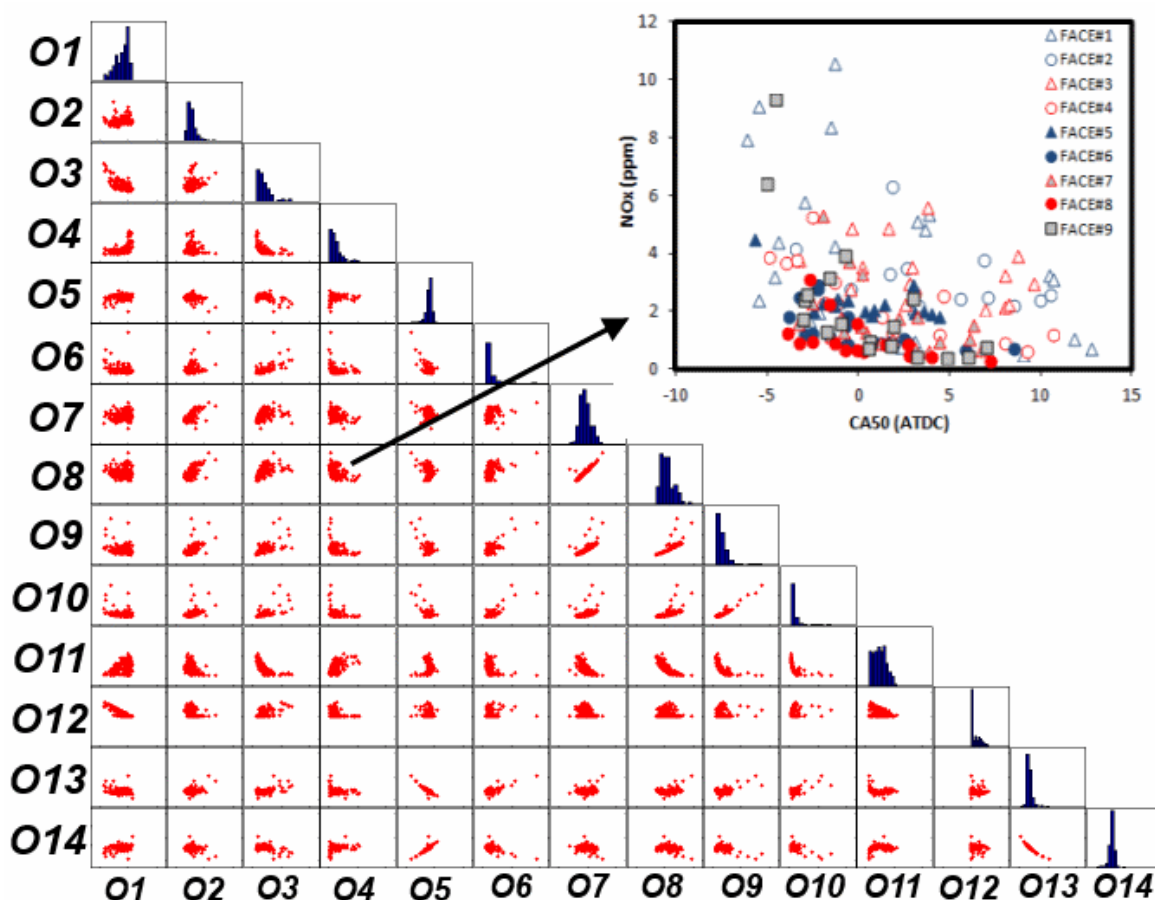 O1
O2
O3
O4
O5
O6
O7
O8
O9
O10
O11
O12
O13
O14
O1 O2 O3 O4 O5 O6 O7 O8 O9 O10 O11 O12 O13 O14
12
10
8
6
4
2
0
NOx (ppm)
-10 -5 0 5 10 15
CA50 (ATDC)
FACE#1
FACE#2
FACE#3
FACE#4
FACE#5
FACE#6
FACE#7
FACE#8
FACE#9